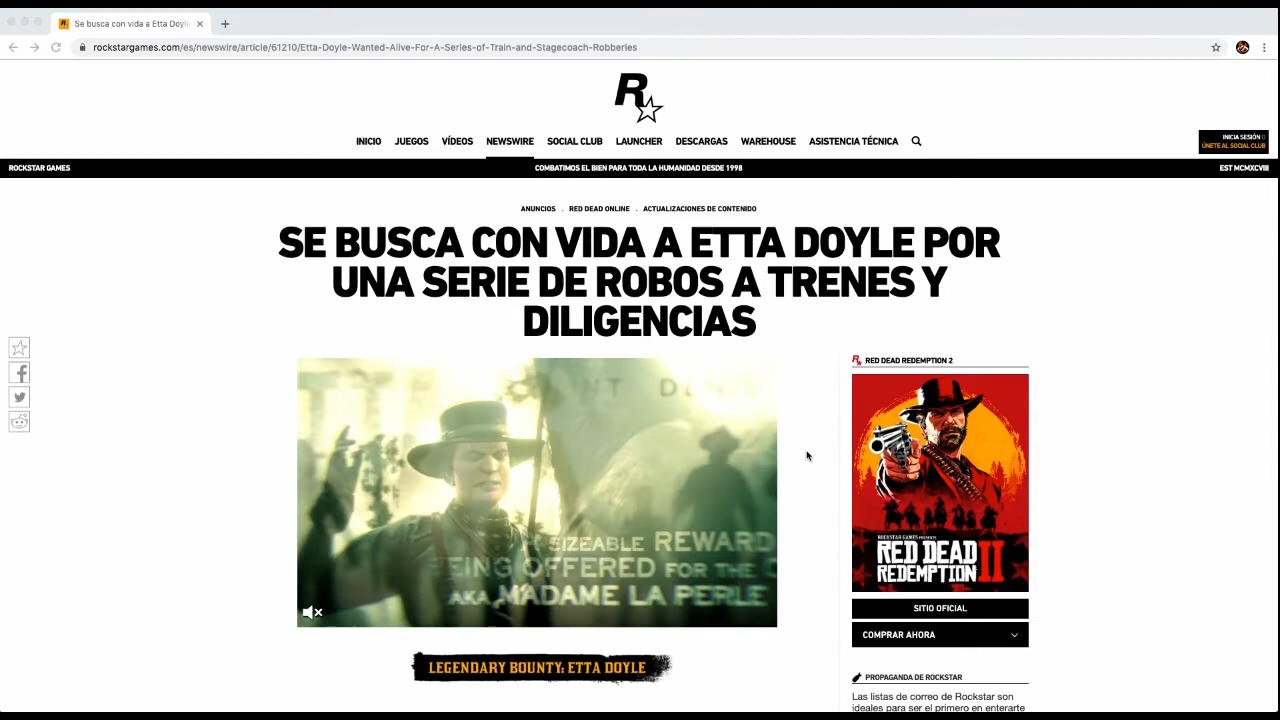 Se busca con vida a Etta Doyle
rockstargames.com/es/newswire/article/61210/Etta-Doyle-Wanted-Alive-For-A-Series-of-Train-and-Stagecoach-Robberies
R
INICIO JUEGOS VÍDEOS NEWSWIRE SOCIAL CLUB LAUNCHER DESCARGAS WAREHOUSE ASISTENCIA TÉCNICA
INICIA SESIÓN
ÚNETE AL SOCIAL CLUB
ROCKSTAR GAMES COMBATIMOS EL BIEN PARA TODA LA HUMANIDAD DESDE 1998 EST MCMXCVIII
ANUNCIOS . RED DEAD ONLINE . ACTUALIZACIONES DE CONTENIDO
SE BUSCA CON VIDA A ETTA DOYLE POR
UNA SERIE DE ROBOS A TRENES Y
DILIGENCIAS
A SIZEABLE REWARD
BEING OFFERED FOR THE
AKA MADAME LA PERLE
LEGENDARY BOUNTY: ETTA DOYLE
RED DEAD REDEMPTION 2
ROCKSTAR GAMES PRESENTS
RED DEAD
REDEMPTION II
SITIO OFICIAL
COMPRAR AHORA
PROPAGANDA DE ROCKSTAR
Las listas de correo de Rockstar son
ideales para ser el primero en enterarte